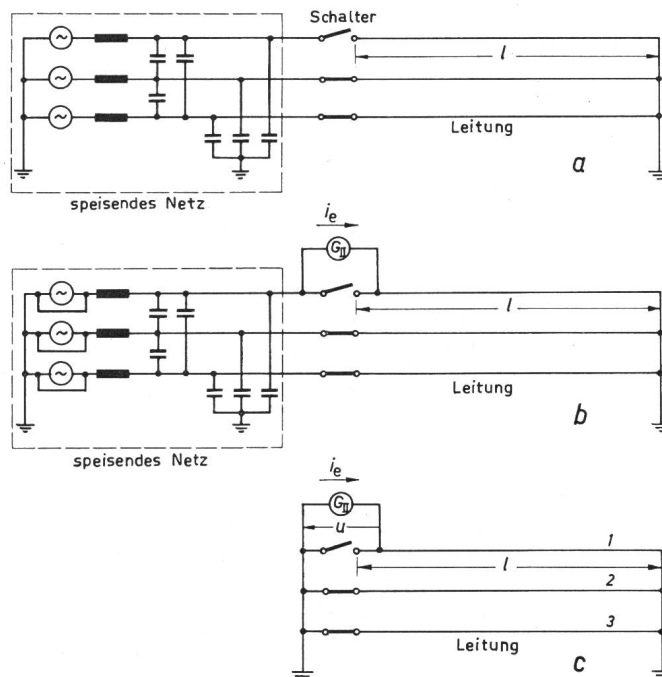 Schalter
~
l
~
~
Leitung
a
speisendes Netz
i_e
G_II
~
l
~
~
Leitung
b
speisendes Netz
i_e
G_II
u
1
l
2
3
Leitung
c